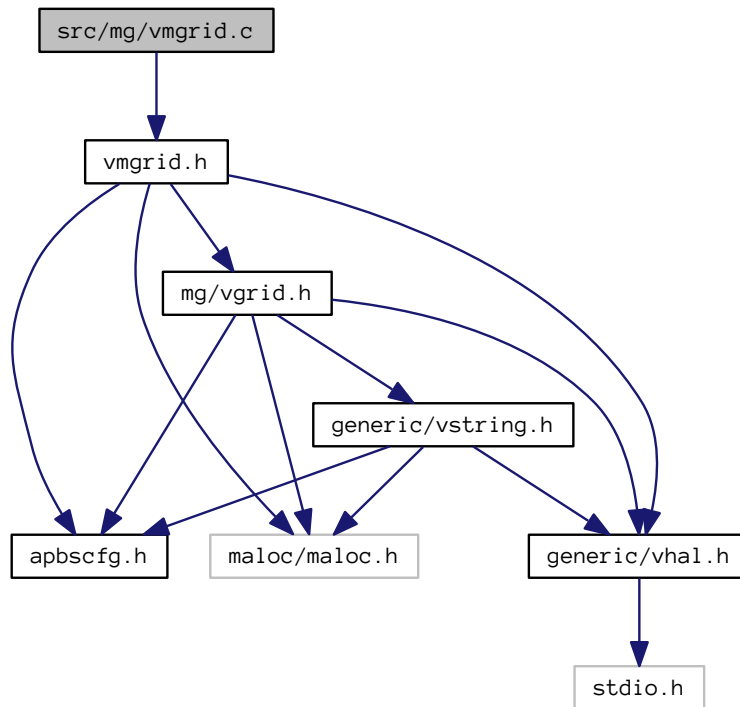 src/mg/vmgrid.c
vmgrid.h
mg/vgrid.h
generic/vstring.h
apbscfg.h
maloc/maloc.h
generic/vhal.h
stdio.h